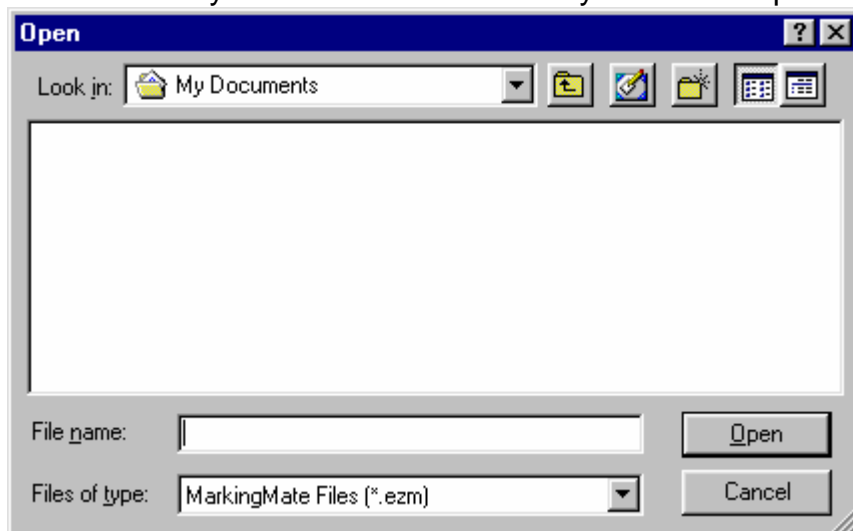 Open
Look in: My Documents
File name:
Open
Files of type: MarkingMate Files (*.ezm)
Cancel